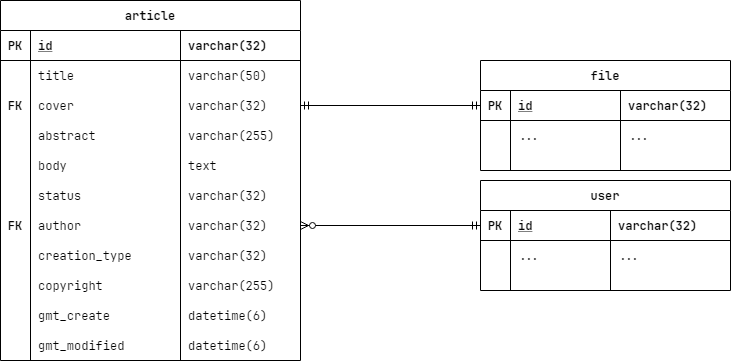 article
PK id varchar(32)
title varchar(50)
FK cover varchar(32)
abstract varchar(255)
body text
status varchar(32)
FK author varchar(32)
creation_type varchar(32)
copyright varchar(255)
gmt_create datetime(6)
gmt_modified datetime(6)
file
PK id varchar(32)
... ...
user
PK id varchar(32)
... ...